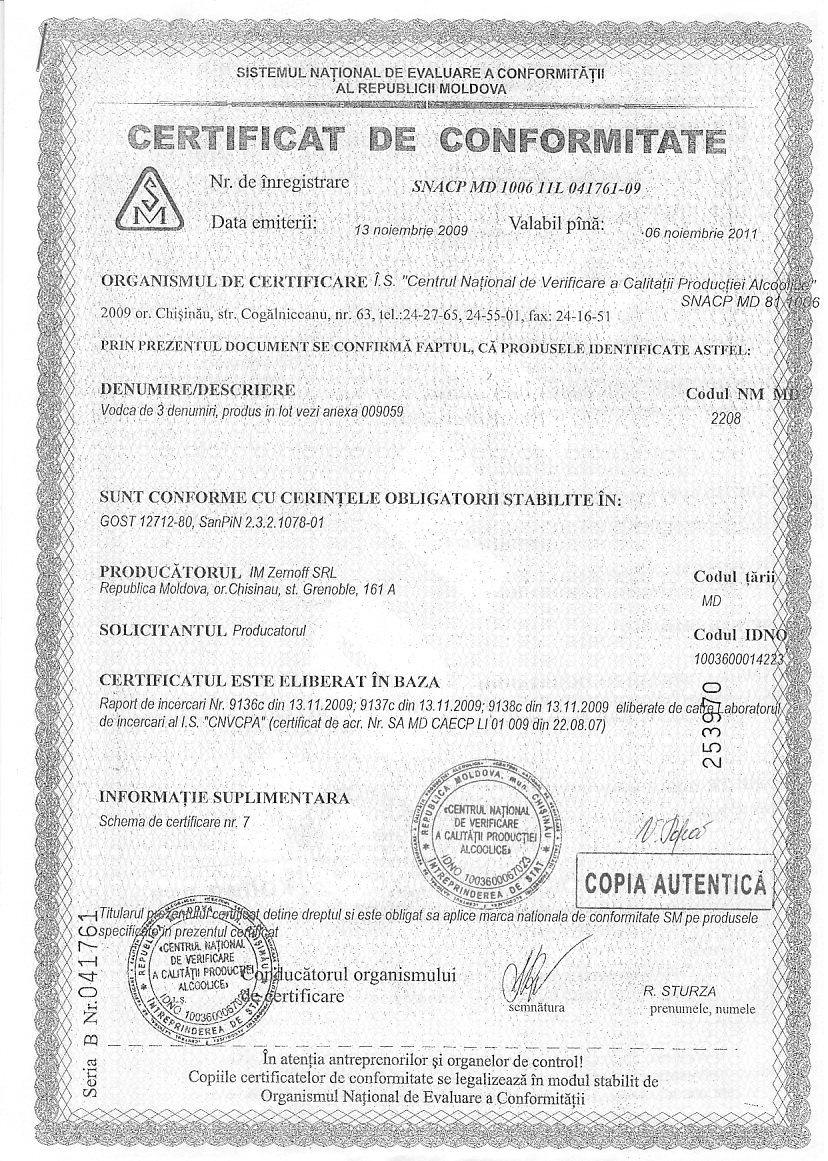 SISTEMUL NAȚIONAL DE EVALUARE A CONFORMITĂȚII
AL REPUBLICII MOLDOVA
CERTIFICAT DE CONFORMITATE
SM
Nr. de înregistrare SNACP MD 1006 11L 041761-09
Data emiterii: 13 noiembrie 2009 Valabil pînă: 06 noiembrie 2011
ORGANISMUL DE CERTIFICARE Î.S. "Centrul Național de Verificare a Calitații Producției Alcoolice"
SNACP MD 81 1006
2009 or. Chişinău, str. Cogâlniceanu, nr. 63, tel.:24-27-65, 24-55-01, fax: 24-16-51
PRIN PREZENTUL DOCUMENT SE CONFIRMĂ FAPTUL, CĂ PRODUSELE IDENTIFICATE ASTFEL:
DENUMIRE/DESCRIERE Codul NM MD
Vodca de 3 denumiri, produs in lot vezi anexa 009059 2208
SUNT CONFORME CU CERINȚELE OBLIGATORII STABILITE ÎN:
GOST 12712-80, SanPiN 2.3.2.1078-01
PRODUCĂTORUL IM Zernoff SRL Codul țării
Republica Moldova, or.Chisinau, st. Grenoble, 161 A MD
SOLICITANTUL Producatorul Codul IDNO
1003600014223
CERTIFICATUL ESTE ELIBERAT ÎN BAZA
Raport de incercari Nr. 9136c din 13.11.2009; 9137c din 13.11.2009; 9138c din 13.11.2009 eliberate de catre Laboratorul
de incercari al I.S. "CNVCPA" (certificat de acr. Nr. SA MD CAECP LI 01 009 din 22.08.07)
253970
INFORMAȚIE SUPLIMENTARA
Schema de certificare nr. 7
REPUBLICA MOLDOVA, mun. CHIŞINĂU
«CENTRUL NAŢIONAL
DE VERIFICARE
A CALITĂŢII PRODUCŢIEI
ALCOOLICE»
IDNO 1003600067023
ÎNTREPRINDEREA DE STAT
COPIA AUTENTICĂ
Titularul prezentului certificat detine dreptul si este obligat sa aplice marca nationala de conformitate SM pe produsele
specificate in prezentul certificat
«CENTRUL NAŢIONAL
DE VERIFICARE
A CALITĂŢII PRODUCŢIEI
ALCOOLICE»
L.S.
IDNO 1003600067023
ÎNTREPRINDEREA DE STAT
Conducătorul organismului
de certificare
semnătura
R. STURZA
prenumele, numele
Seria B Nr. 041761
În atenția antreprenorilor şi organelor de control!
Copiile certificatelor de conformitate se legalizează în modul stabilit de
Organismul Național de Evaluare a Conformității